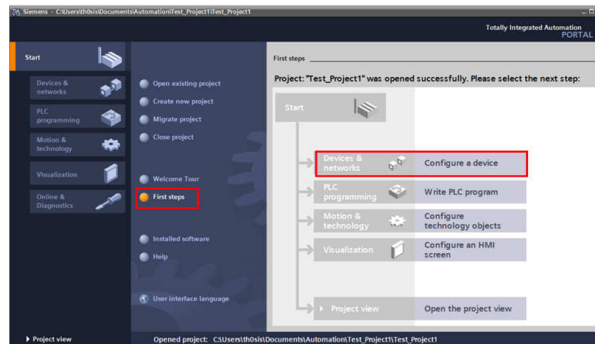 Siemens - C:\Users\th0sis\Documents\Automation\Test_Project1\Test_Project1
Totally Integrated Automation
PORTAL
Start
Devices &
networks
PLC
programming
Motion &
technology
Visualization
Online &
Diagnostics
Project view
Open existing project
Create new project
Migrate project
Close project
Welcome Tour
First steps
Installed software
Help
User interface language
First steps
Project: "Test_Project1" was opened successfully. Please select the next step:
Start
Devices &
networks
Configure a device
PLC
programming
Write PLC program
Motion &
technology
Configure
technology objects
Visualization
Configure an HMI
screen
Project view
Open the project view
Opened project: C:\Users\th0sis\Documents\Automation\Test_Project1\Test_Project1